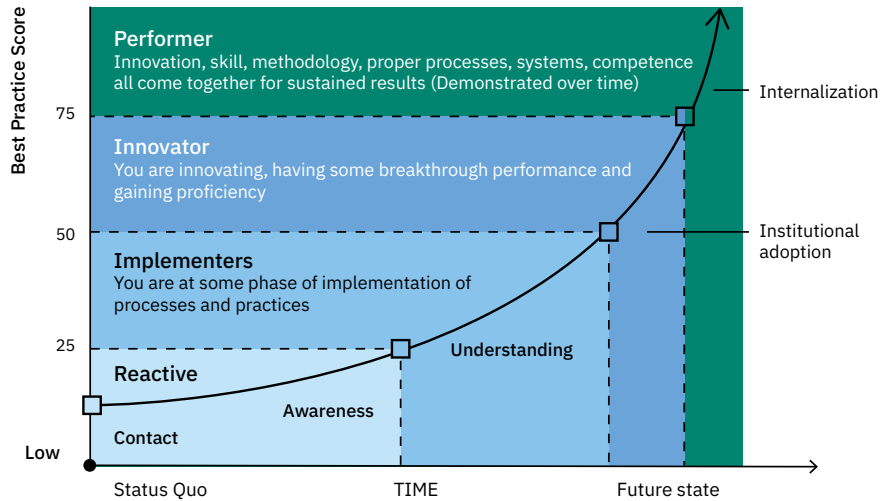 Best Practice Score
Performer
Innovation, skill, methodology, proper processes, systems, competence
all come together for sustained results (Demonstrated over time)
Internalization
75
Innovator
You are innovating, having some breakthrough performance and
gaining proficiency
50
Institutional
adoption
Implementers
You are at some phase of implementation of
processes and practices
25
Understanding
Reactive
Awareness
Contact
Low
Status Quo
TIME
Future state